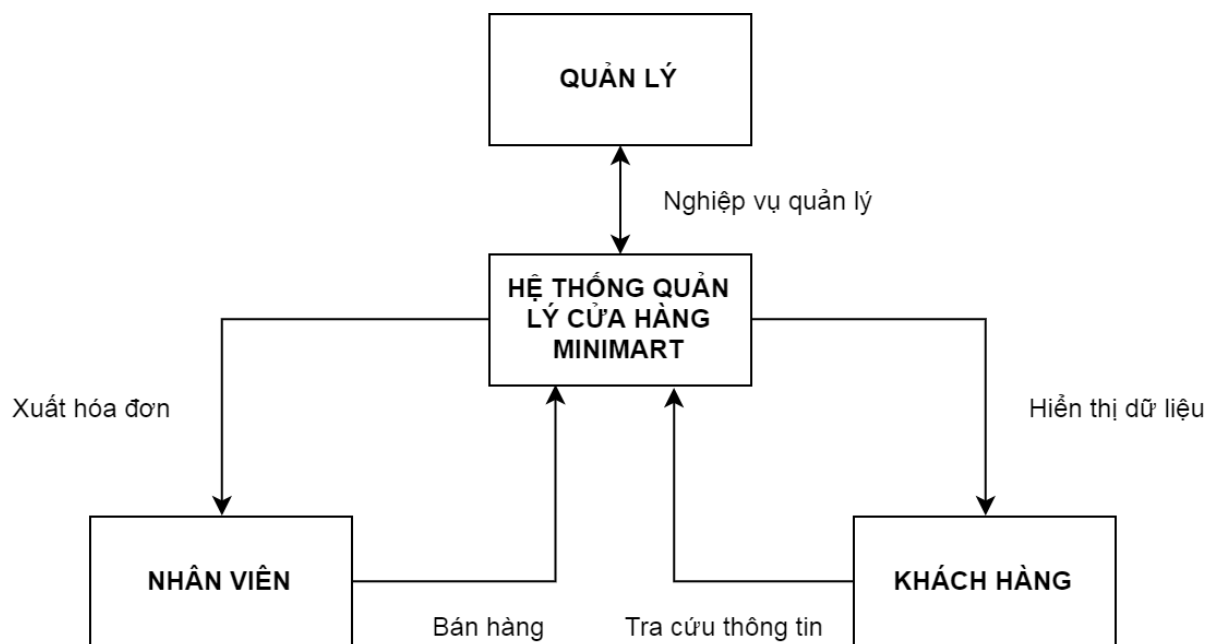 QUẢN LÝ
Nghiệp vụ quản lý
HỆ THỐNG QUẢN
LÝ CỬA HÀNG
MINIMART
Xuất hóa đơn
Hiển thị dữ liệu
NHÂN VIÊN
KHÁCH HÀNG
Bán hàng
Tra cứu thông tin